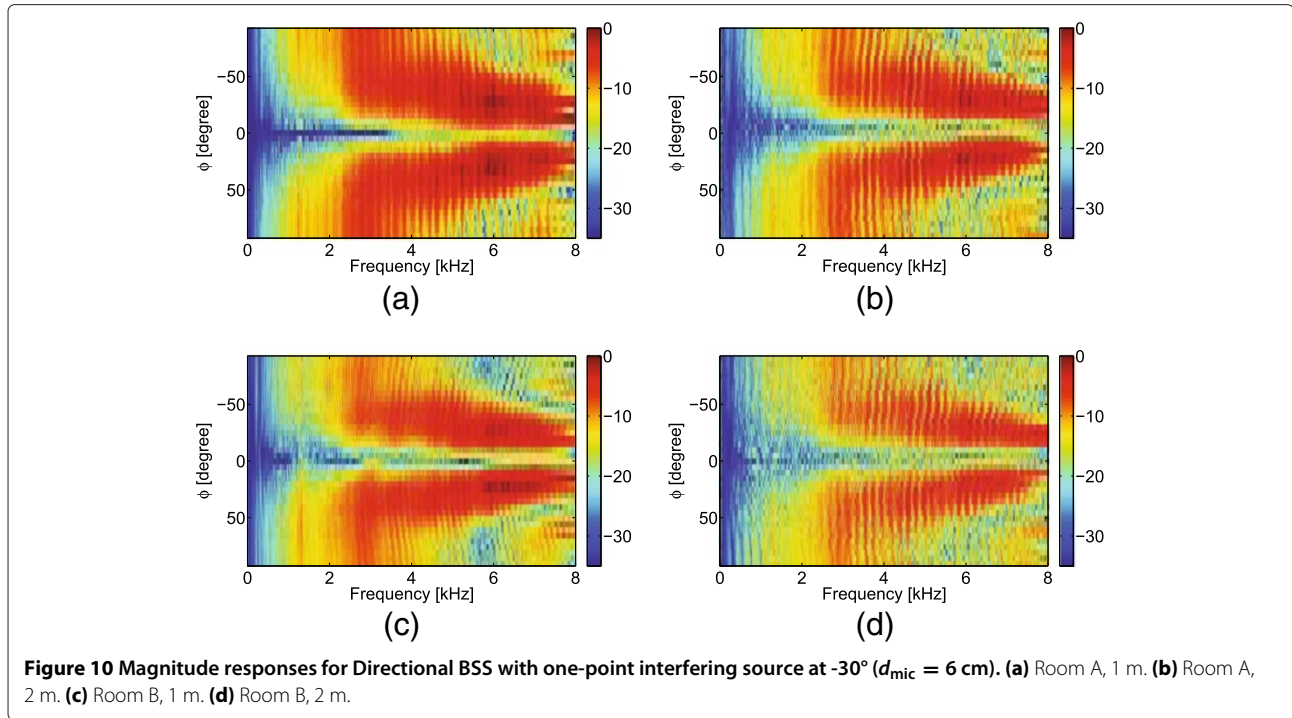 0
−50
0
50
ϕ [degree]
0 2 4 6 8
Frequency [kHz]
0
−10
−20
−30
(a)
−50
0
50
ϕ [degree]
0 2 4 6 8
Frequency [kHz]
0
−10
−20
−30
(b)
−50
0
50
ϕ [degree]
0 2 4 6 8
Frequency [kHz]
0
−10
−20
−30
(c)
−50
0
50
ϕ [degree]
0 2 4 6 8
Frequency [kHz]
0
−10
−20
−30
(d)
Figure 10 Magnitude responses for Directional BSS with one-point interfering source at -30° (dmic = 6 cm). (a) Room A, 1 m. (b) Room A,
2 m. (c) Room B, 1 m. (d) Room B, 2 m.